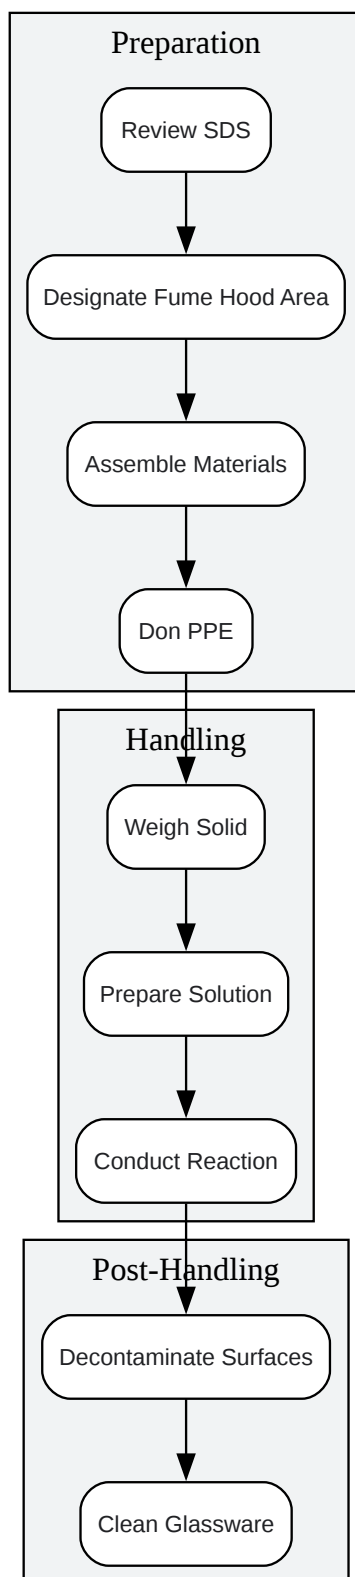 Preparation
Review SDS
Designate Fume Hood Area
Assemble Materials
Don PPE
Handling
Weigh Solid
Prepare Solution
Conduct Reaction
Post-Handling
Decontaminate Surfaces
Clean Glassware